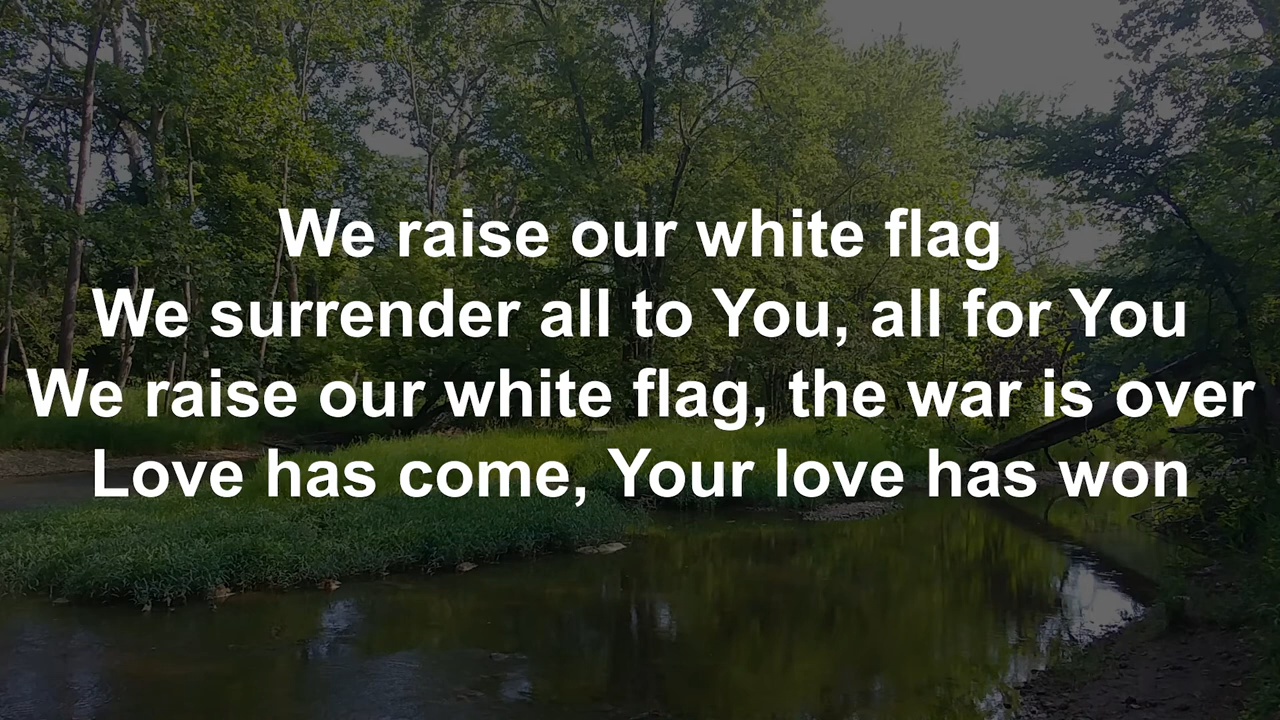 We raise our white flag
We surrender all to You, all for You
We raise our white flag, the war is over
Love has come, Your love has won